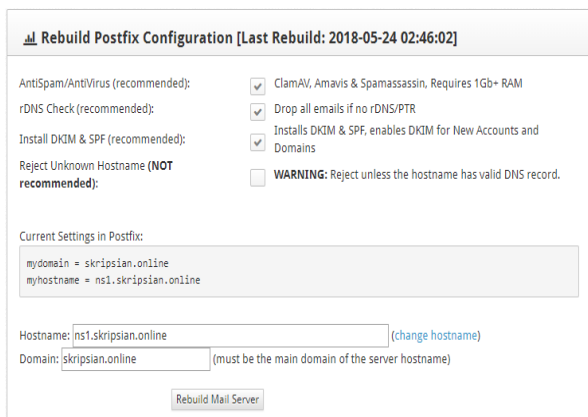 Rebuild Postfix Configuration [Last Rebuild: 2018-05-24 02:46:02]
AntiSpam/AntiVirus (recommended):
ClamAV, Amavis & Spamassassin, Requires 1Gb+ RAM
rDNS Check (recommended):
Drop all emails if no rDNS/PTR
Install DKIM & SPF (recommended):
Installs DKIM & SPF, enables DKIM for New Accounts and
Domains
Reject Unknown Hostname (NOT
recommended):
WARNING: Reject unless the hostname has valid DNS record.
Current Settings in Postfix:
mydomain = skripsian.online
myhostname = ns1.skripsian.online
Hostname: ns1.skripsian.online (change hostname)
Domain: skripsian.online (must be the main domain of the server hostname)
Rebuild Mail Server